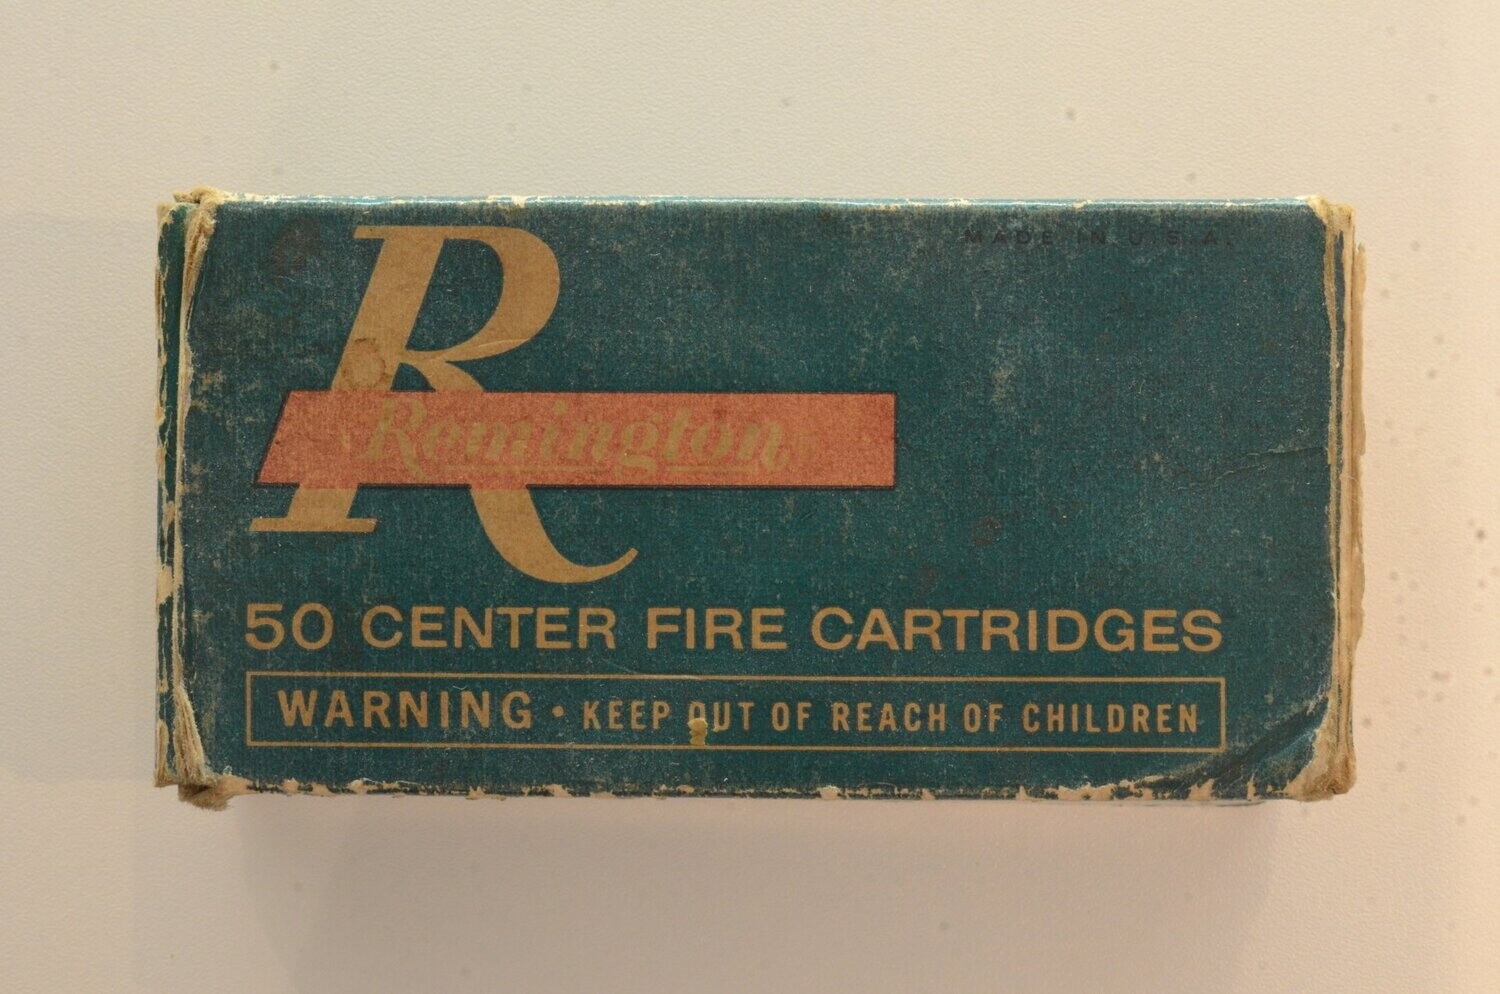 MADE IN U.S.A.
R
Remington
50 CENTER FIRE CARTRIDGES
WARNING • KEEP OUT OF REACH OF CHILDREN